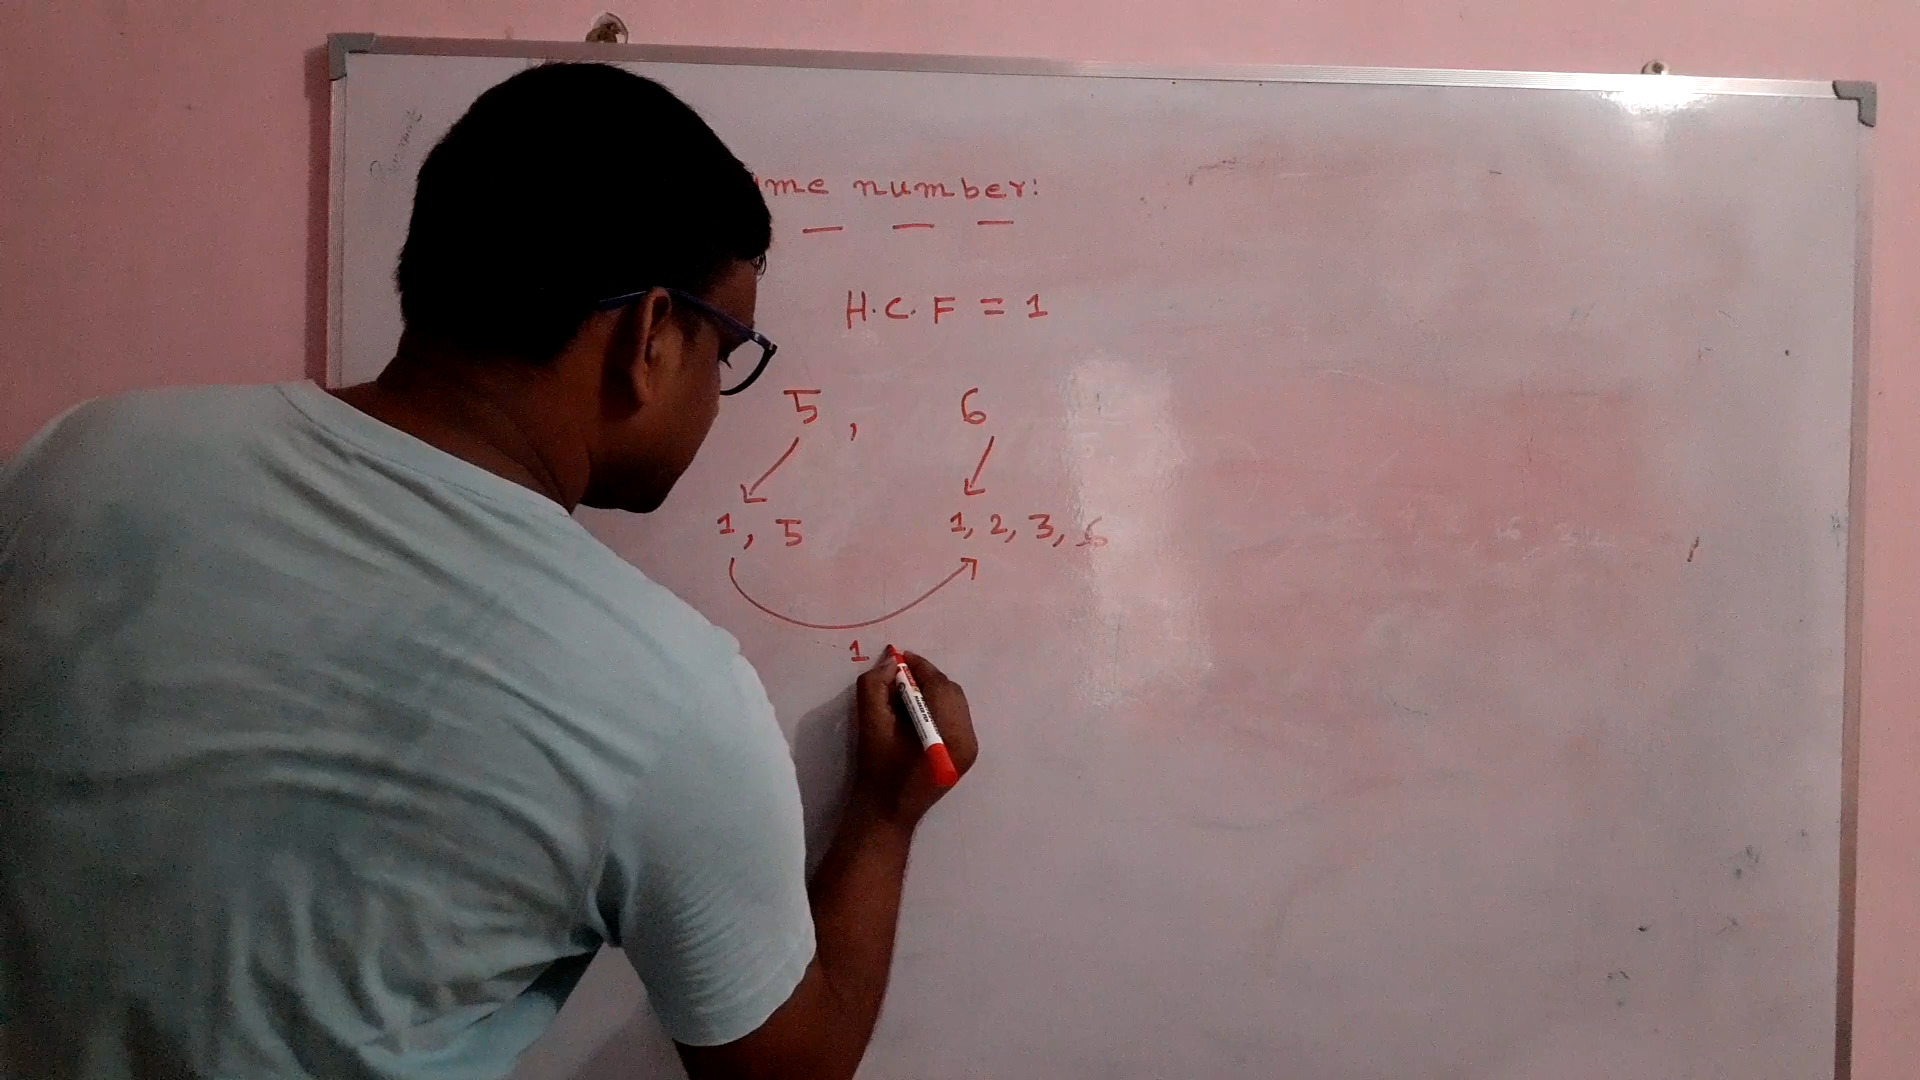 me number:
H.C.F = 1
5, 6
1, 5 1, 2, 3, 6
1